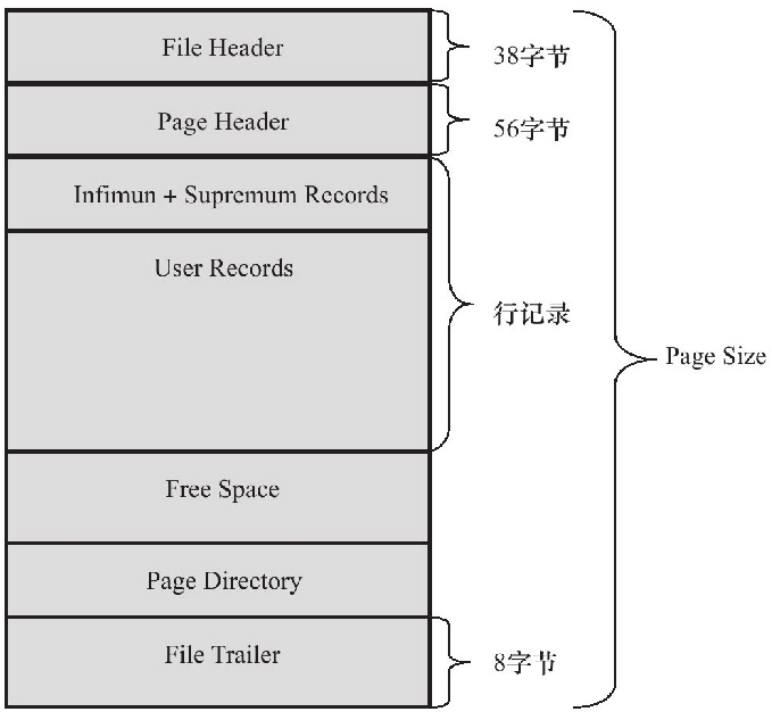 File Header
38字节
Page Header
56字节
Infimun + Supremum Records
User Records
行记录
Page Size
Free Space
Page Directory
File Trailer
8字节